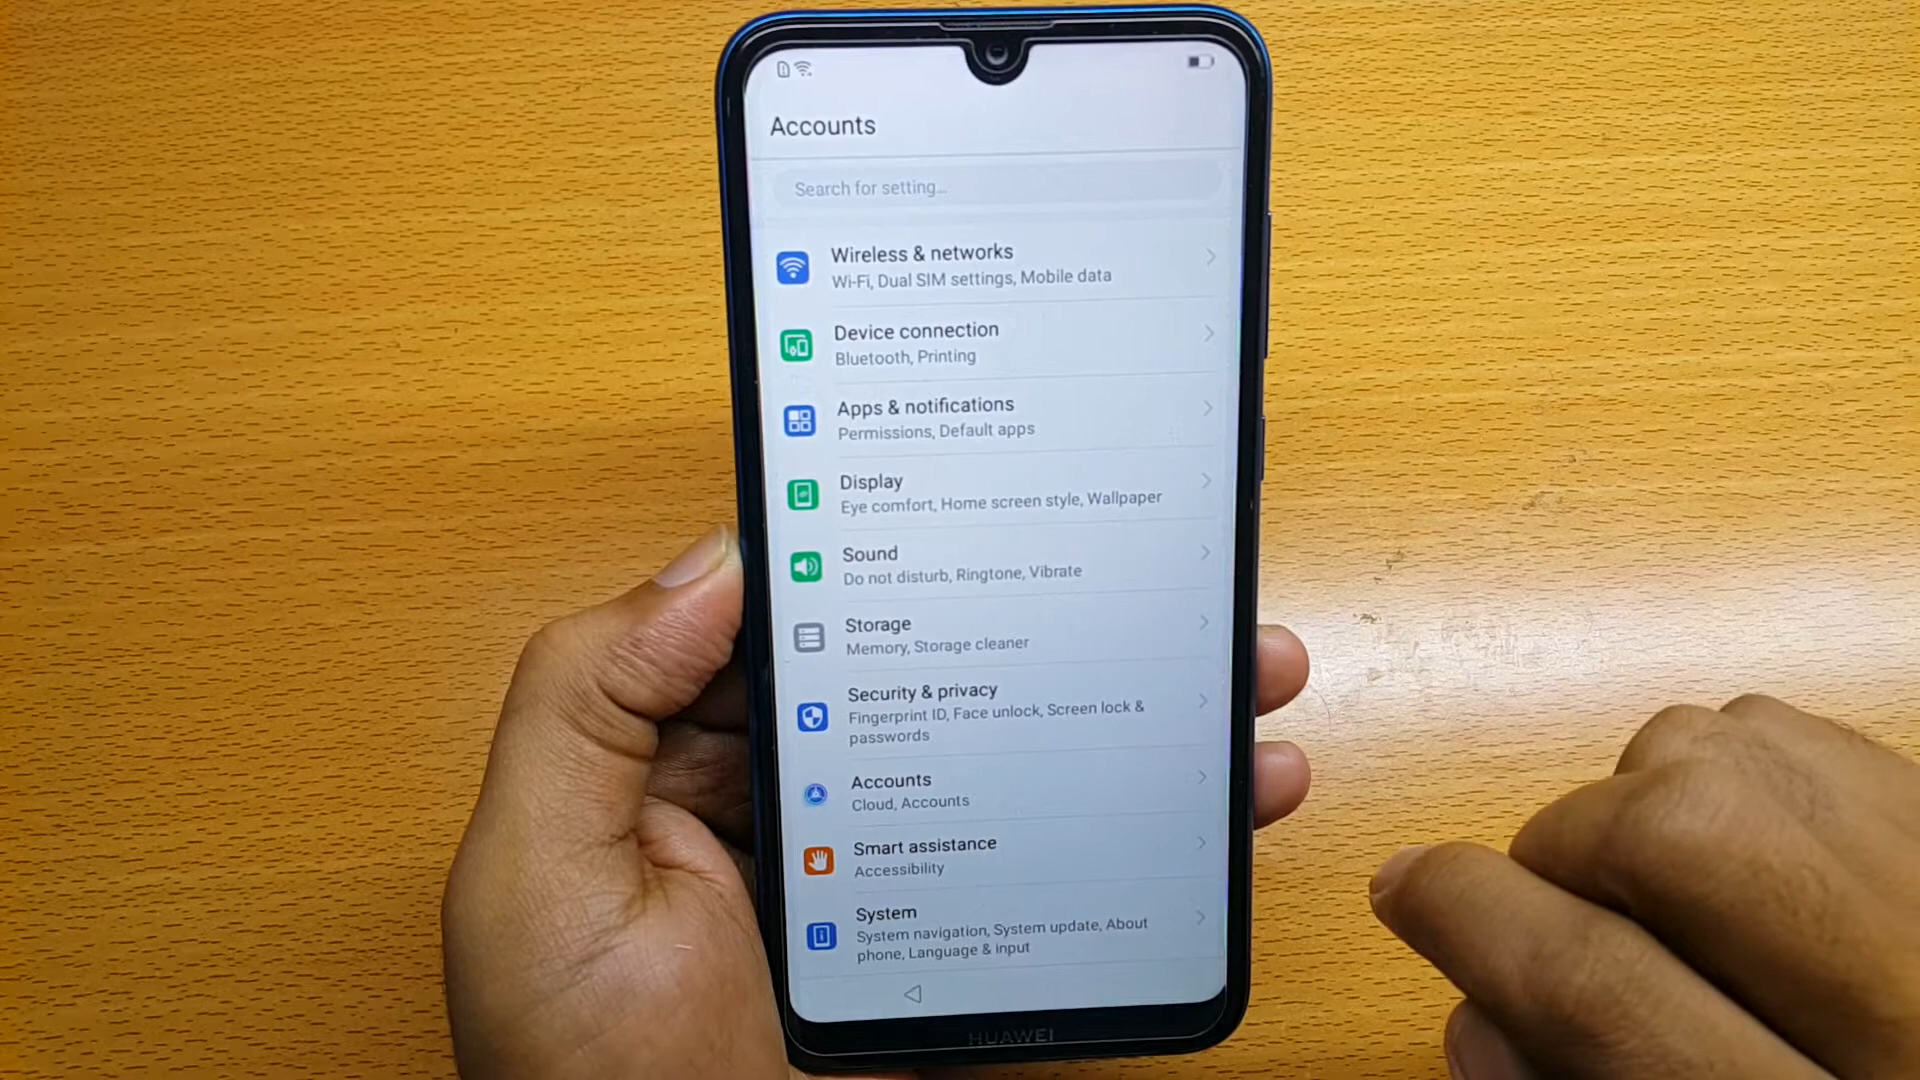 Accounts
Search for setting...
Wireless & networks
Wi-Fi, Dual SIM settings, Mobile data
Device connection
Bluetooth, Printing
Apps & notifications
Permissions, Default apps
Display
Eye comfort, Home screen style, Wallpaper
Sound
Do not disturb, Ringtone, Vibrate
Storage
Memory, Storage cleaner
Security & privacy
Fingerprint ID, Face unlock, Screen lock &
passwords
Accounts
Cloud, Accounts
Smart assistance
Accessibility
System
System navigation, System update, About
phone, Language & input
HUAWEI